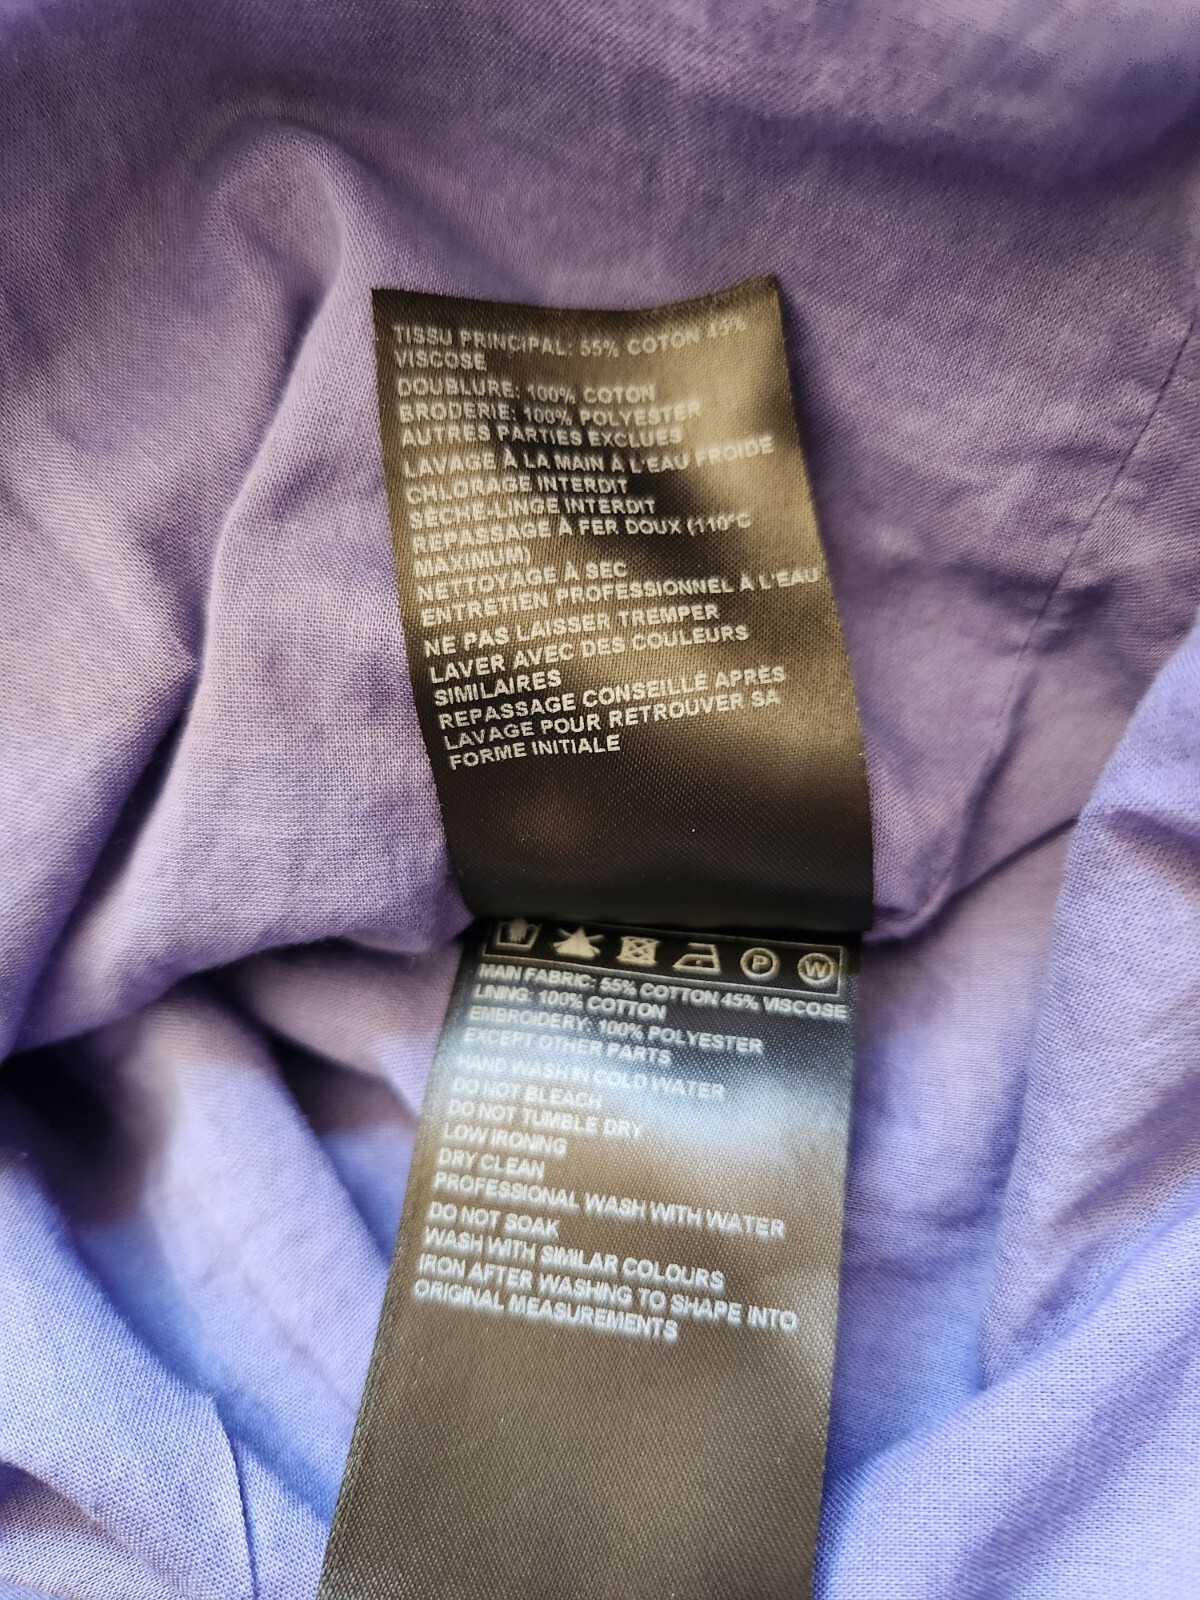 TISSU PRINCIPAL: 55% COTON 45%
VISCOSE
DOUBLURE: 100% COTON
BRODERIE: 100% POLYESTER
AUTRES PARTIES EXCLUES
LAVAGE À LA MAIN À L'EAU FROIDE
CHLORAGE INTERDIT
SÈCHE-LINGE INTERDIT
REPASSAGE À FER DOUX (110°C
MAXIMUM)
NETTOYAGE À SEC
ENTRETIEN PROFESSIONNEL À L'EAU
NE PAS LAISSER TREMPER
LAVER AVEC DES COULEURS
SIMILAIRES
REPASSAGE CONSEILLÉ APRÈS
LAVAGE POUR RETROUVER SA
FORME INITIALE
P W
MAIN FABRIC: 55% COTTON 45% VISCOSE
LINING: 100% COTTON
EMBROIDERY: 100% POLYESTER
EXCEPT OTHER PARTS
HAND WASH IN COLD WATER
DO NOT BLEACH
DO NOT TUMBLE DRY
LOW IRONING
DRY CLEAN
PROFESSIONAL WASH WITH WATER
DO NOT SOAK
WASH WITH SIMILAR COLOURS
IRON AFTER WASHING TO SHAPE INTO
ORIGINAL MEASUREMENTS